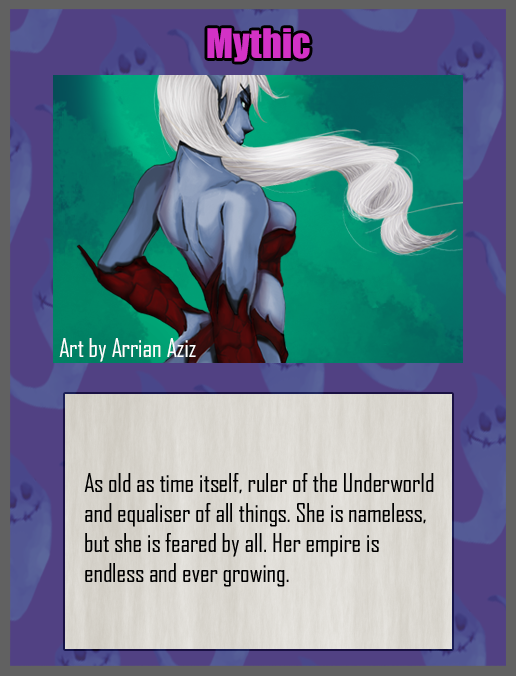 Mythic
Art by Arrian Aziz
As old as time itself, ruler of the Underworld
and equaliser of all things. She is nameless,
but she is feared by all. Her empire is
endless and ever growing.